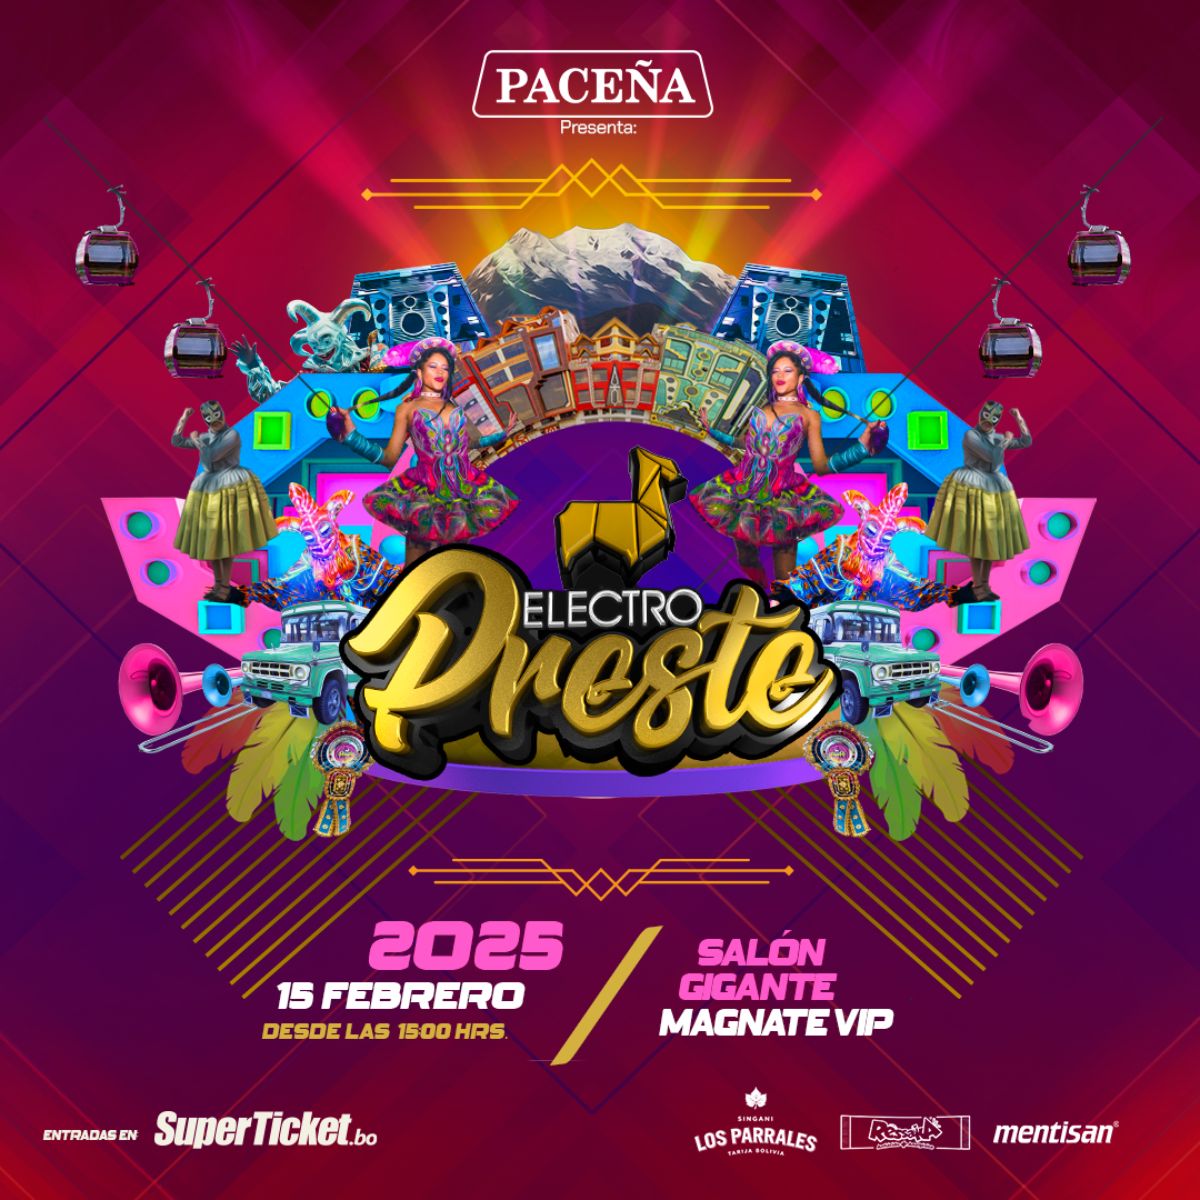 PACEÑA
Presenta:
ELECTRO
Preste
2025
15 FEBRERO
DESDE LAS 1500 HRS.
SALÓN
GIGANTE
MAGNATE VIP
ENTRADAS EN: SuperTicket.bo
SINGANI
LOS PARRALES
TARIJA BOLIVIA
mentisan®